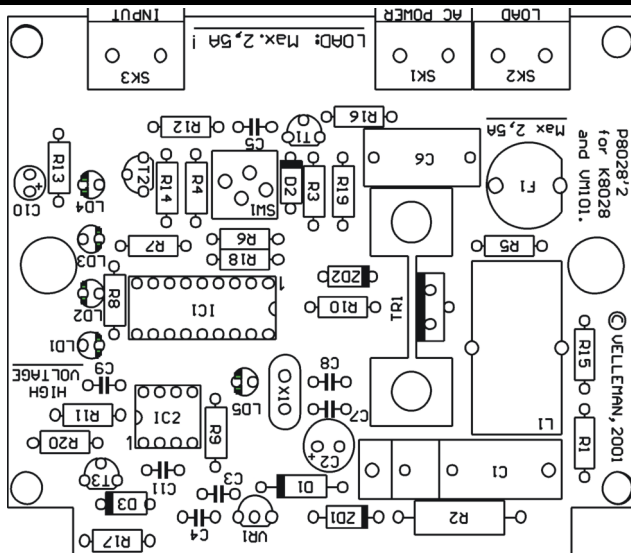 INPUT
AC POWER
LOAD
LOAD: Max. 2,5A !
SK3
SK1
SK2
R12
C5
T1
R16
Max 2,5A
P8028'2
for K8028
and VM101.
R13
C10
LD4
T2
R14
R4
SW1
D2
R3
R19
C6
F1
LD3
R7
R6
R18
R5
LD2
R8
IC1
1
ZD2
R10
TR1
LD1
HIGH
VOLTAGE
C9
LD5
X1
C8
C7
© VELLEMAN, 2001
R15
L1
R11
IC2
1
R9
R20
C2
+
R1
T3
C11
C3
D1
C1
D3
C4
VR1
ZD1
R2
R17